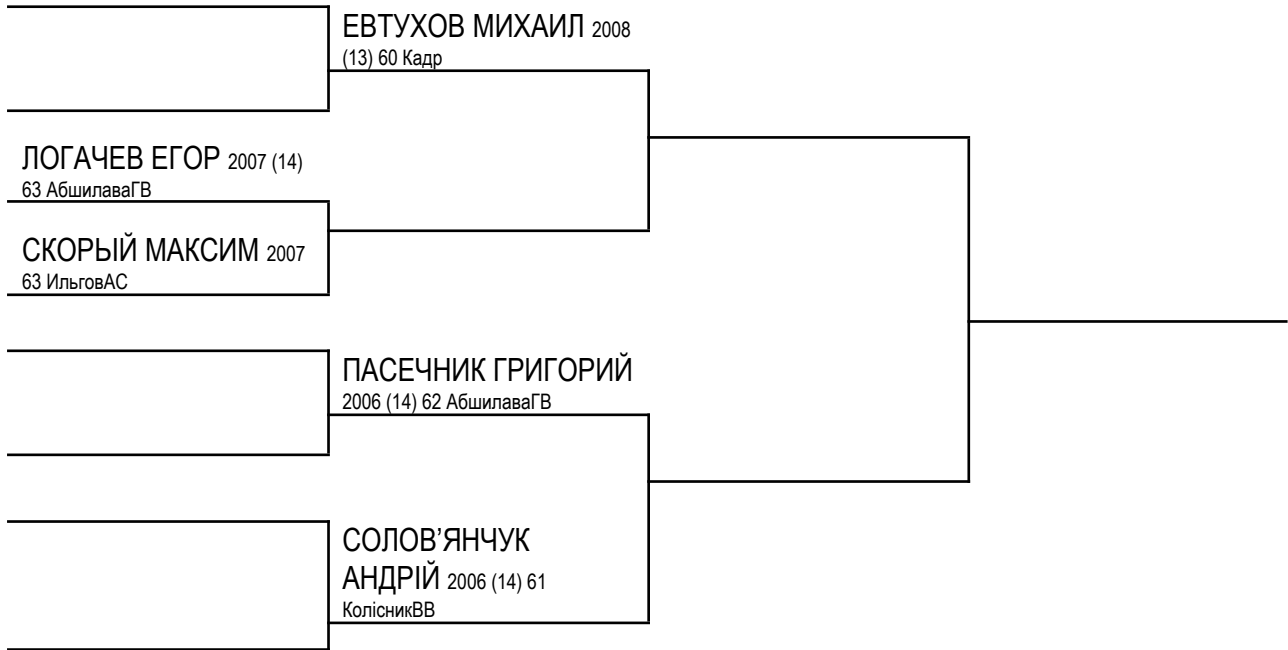 ЕВТУХОВ МИХАИЛ 2008
(13) 60 Кадр
ЛОГАЧЕВ ЕГОР 2007 (14)
63 АбшилаваГВ
СКОРЫЙ МАКСИМ 2007
63 ИльговАС
ПАСЕЧНИК ГРИГОРИЙ
2006 (14) 62 АбшилаваГВ
СОЛОВ’ЯНЧУК
АНДРІЙ 2006 (14) 61
КолісникВВ